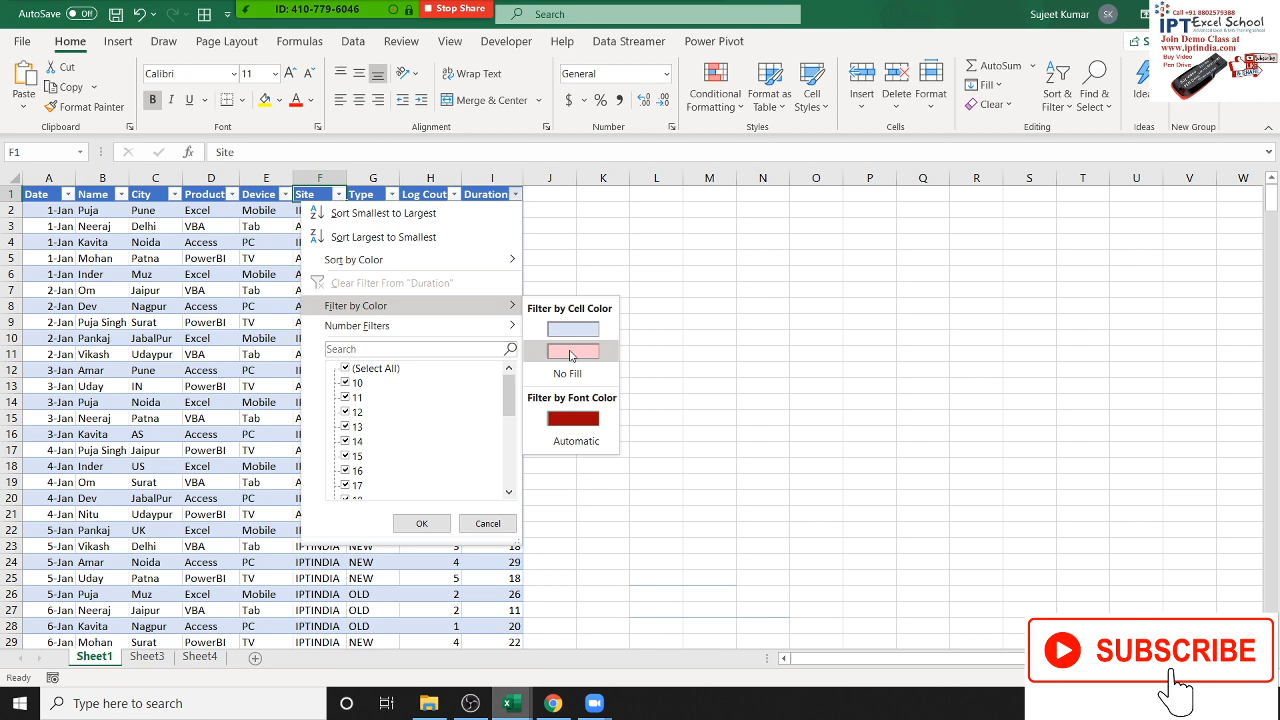 AutoSave Off
ID: 410-779-6046
Stop Share
Search
Sujeet Kumar
SK
Call +91 8802579388
IPT Excel School
Advanced Excel & MIS Training School
Join Demo Class at
www.iptindia.com
Buy Video
Pen Drive
File Home Insert Draw Page Layout Formulas Data Review View Developer Help Data Streamer Power Pivot
Paste
Cut
Copy
Format Painter
Clipboard
Calibri 11
B I U
Font
Wrap Text
Merge & Center
Alignment
General
$ % ,
Number
Conditional Formatting
Format as Table
Cell Styles
Styles
Insert
Delete
Format
Cells
AutoSum
Fill
Clear
Sort & Filter
Find & Select
Editing
Ideas
Ideas
New Group
F1 fx Site
A B C D E F G H I J K L M N O P Q R S T U V W
1 Date Name City Product Device Site Type Log Cout Duration
2 1-Jan Puja Pune Excel Mobile
3 1-Jan Neeraj Delhi VBA Tab
4 1-Jan Kavita Noida Access PC
5 1-Jan Mohan Patna PowerBI TV
6 1-Jan Inder Muz Excel Mobile
7 2-Jan Om Jaipur VBA Tab
8 2-Jan Dev Nagpur Access PC
9 2-Jan Puja Singh Surat PowerBI TV
10 2-Jan Pankaj JabalPur Excel Mobile
11 2-Jan Vikash Udaypur VBA Tab
12 3-Jan Amar Pune Access PC
13 3-Jan Uday IN PowerBI TV
14 3-Jan Puja Pune Excel Mobile
15 3-Jan Neeraj Surat VBA Tab
16 3-Jan Kavita AS Access PC
17 4-Jan Puja Singh Surat PowerBI TV
18 4-Jan Inder US Excel Mobile
19 4-Jan Om Surat VBA Tab
20 4-Jan Dev JabalPur Access PC
21 4-Jan Nitu Udaypur PowerBI TV
22 5-Jan Pankaj UK Excel Mobile
23 5-Jan Vikash Delhi VBA Tab IPTINDIA NEW 3 18
24 5-Jan Amar Noida Access PC IPTINDIA NEW 4 29
25 5-Jan Uday Patna PowerBI TV IPTINDIA NEW 5 18
26 5-Jan Puja Muz Excel Mobile IPTINDIA OLD 2 26
27 6-Jan Neeraj Jaipur VBA Tab IPTINDIA OLD 2 11
28 6-Jan Kavita Nagpur Access PC IPTINDIA OLD 1 20
29 6-Jan Mohan Surat PowerBI TV IPTINDIA NEW 4 22
Sort Smallest to Largest
Sort Largest to Smallest
Sort by Color
Clear Filter From "Duration"
Filter by Color
Number Filters
Search
(Select All)
10
11
12
13
14
15
16
17
OK Cancel
Filter by Cell Color
No Fill
Filter by Font Color
Automatic
SUBSCRIBE
Sheet1 Sheet3 Sheet4
Ready
Type here to search